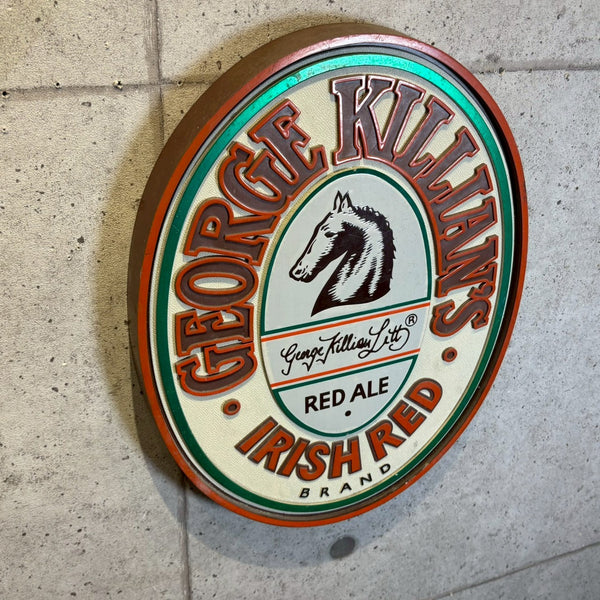 GEORGE KILLIAN'S
George Killian Lett ®
RED ALE
IRISH RED
BRAND